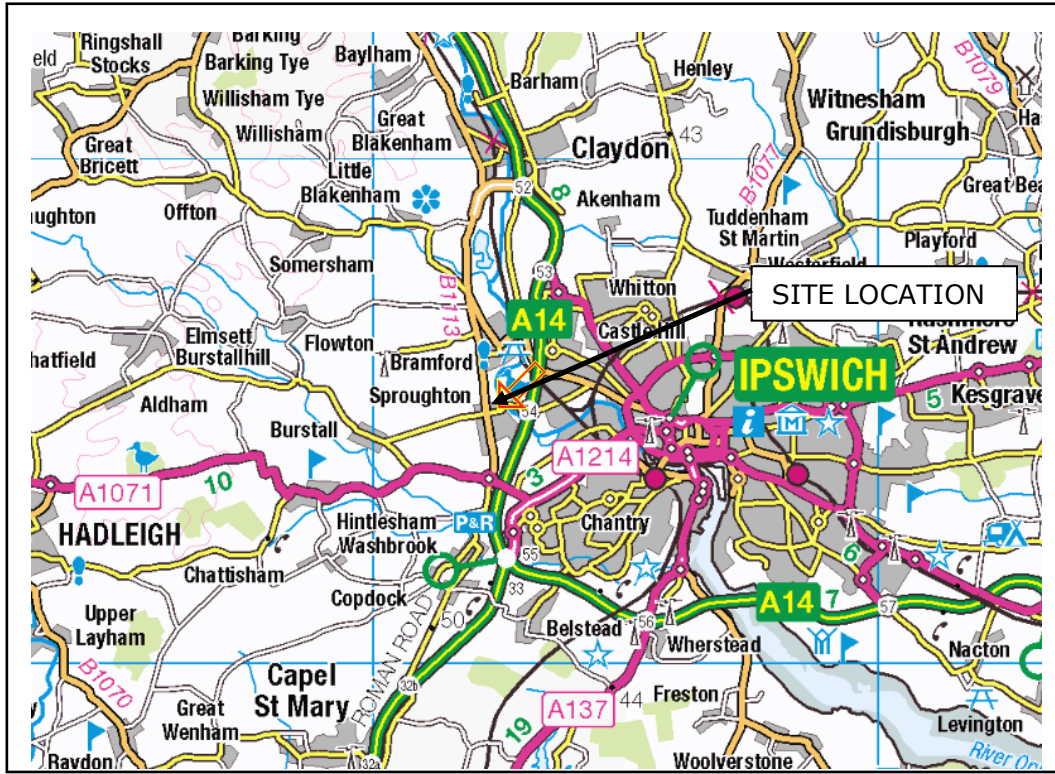 Ringshall
Stocks
Barking
Barking Tye
Baylham
eld
Willisham Tye
Willisham
Great
Blakenham
Barham
Henley
B1079
Witnesham
Grundisburgh
Great
Bricett
Little
Blakenham
Claydon
43
B1077
52
8
Akenham
Great Bea
aughton
Offton
Tuddenham
St Martin
Playford
Somersham
B1113
53
Whitton
Westerfield
SITE LOCATION
A14
Castle Hill
Rushmere
St Andrew
Elmsett
Burstallhill
Flowton
Bramford
hatfield
IPSWICH
Sproughton
Aldham
54
5
Kesgrave
Burstall
i
M
A1214
3
A1071
10
HADLEIGH
Hintlesham
Washbrook
P&R
Chantry
Chattisham
55
6
Copdock
33
Upper
Layham
ROMAN ROAD
50
Belstead
56
A14
7
57
Wherstead
Nacton
B1070
Capel
St Mary
32b
Great
Wenham
A137
44
Freston
19
Levington
Raydon
32a
Woolverstone
River Or